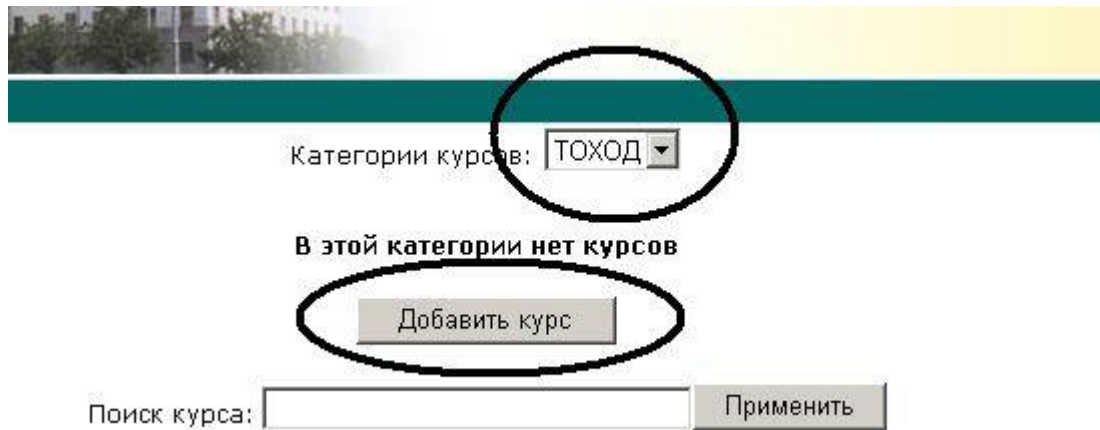 Категории курсов: ТОХОД
В этой категории нет курсов
Добавить курс
Поиск курса: Применить